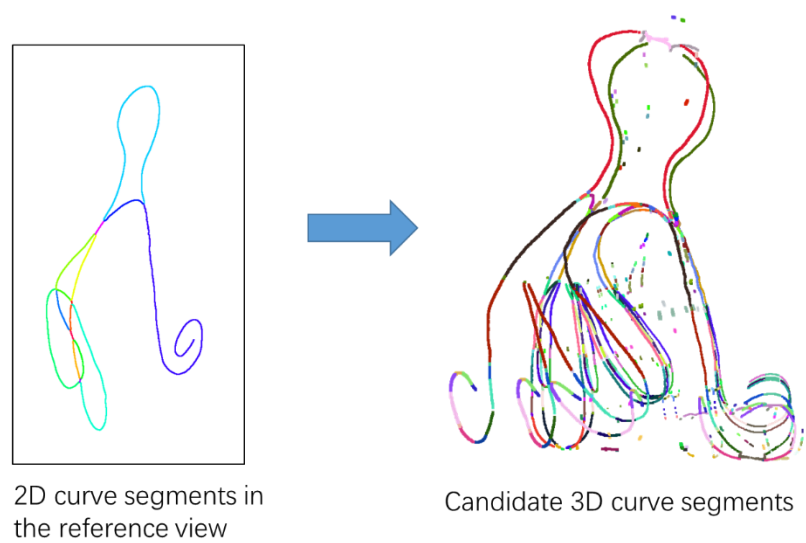 2D curve segments in
the reference view
Candidate 3D curve segments